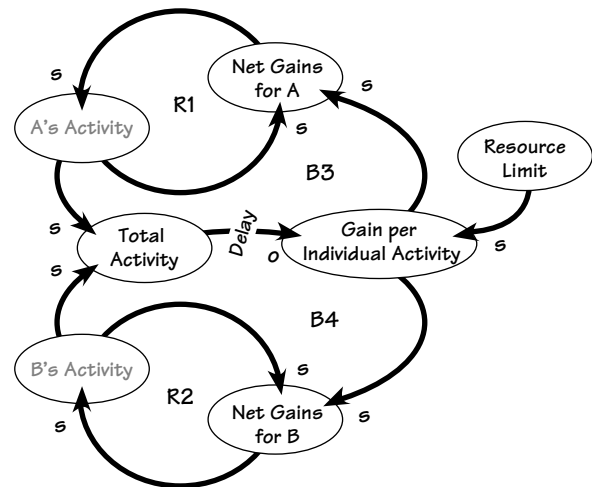 s
Net Gains
for A
s
R1
A's Activity
s
B3
Resource
Limit
s
s
Total
Activity
Delay
o
Gain per
Individual Activity
s
B4
B's Activity
s
R2
s
Net Gains
for B
s
s